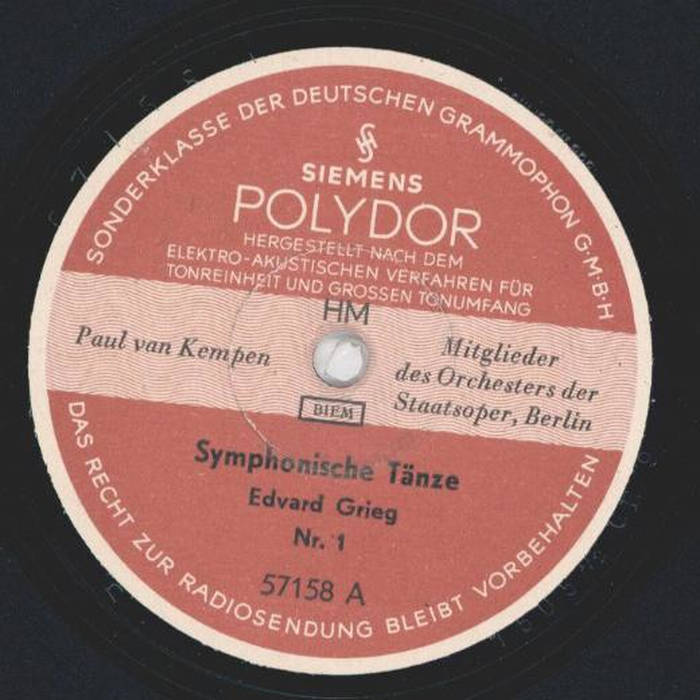 SONDERKLASSE DER DEUTSCHEN GRAMMOPHON G·M·B·H
SIEMENS
POLYDOR
HERGESTELLT NACH DEM
ELEKTRO-AKUSTISCHEN VERFAHREN FÜR
TONREINHEIT UND GROSSEN TONUMFANG
HM
Paul van Kempen
Mitglieder
des Orchesters der
Staatsoper, Berlin
BIEM
Symphonische Tänze
Edvard Grieg
Nr. 1
57158 A
DAS RECHT ZUR RADIOSENDUNG BLEIBT VORBEHALTEN